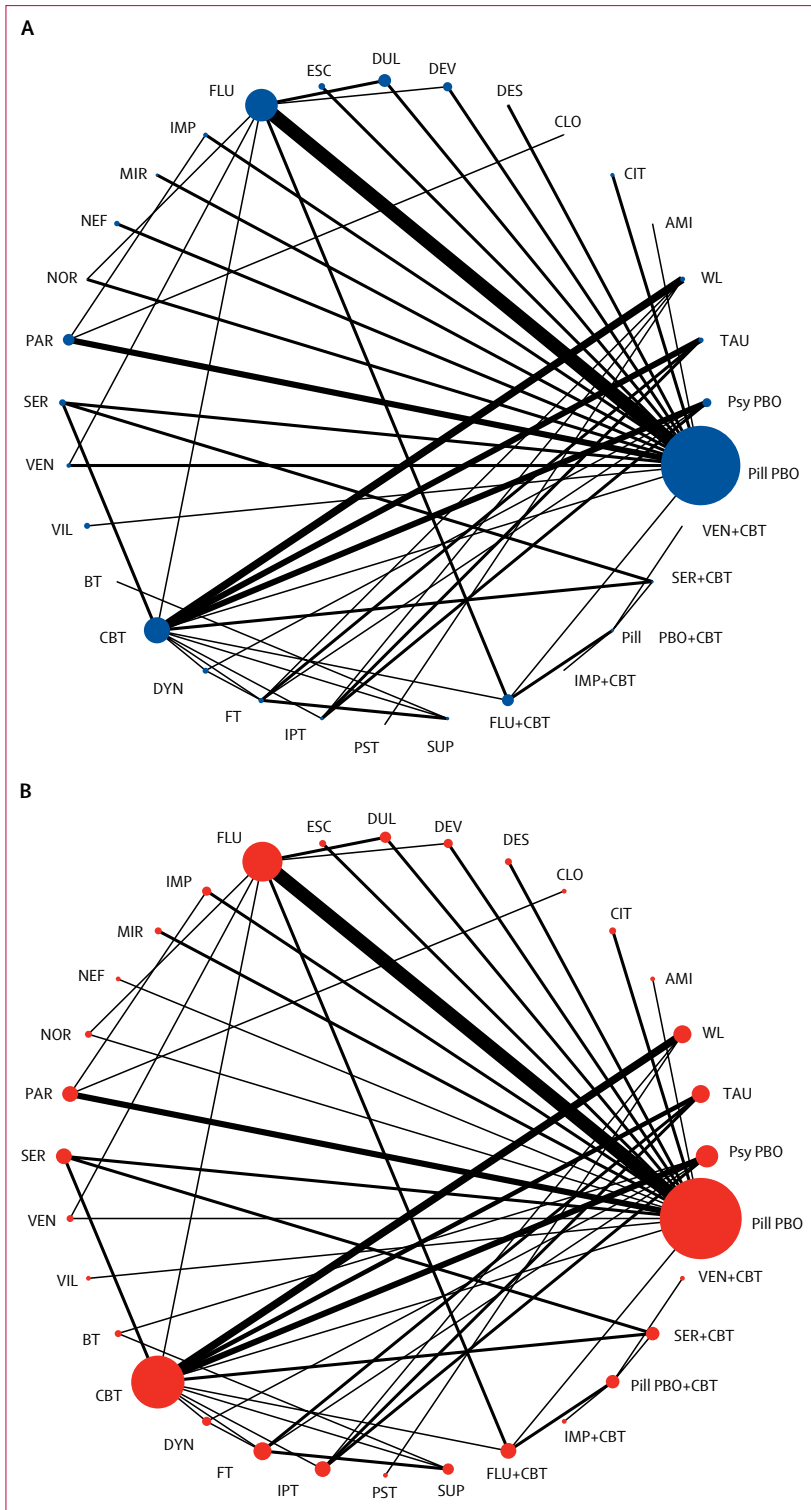 A
DUL
ESC
DEV
FLU
DES
CLO
IMP
CIT
MIR
NEF
AMI
NOR
WL
PAR
TAU
SER
Psy PBO
VEN
Pill PBO
VIL
VEN+CBT
BT
SER+CBT
CBT
Pill PBO+CBT
DYN
IMP+CBT
FT
FLU+CBT
IPT
PST
SUP
B
DUL
ESC
DEV
FLU
DES
CLO
IMP
CIT
MIR
NEF
AMI
NOR
WL
PAR
TAU
SER
Psy PBO
VEN
Pill PBO
VIL
VEN+CBT
BT
SER+CBT
CBT
Pill PBO+CBT
DYN
IMP+CBT
FT
FLU+CBT
IPT
PST
SUP